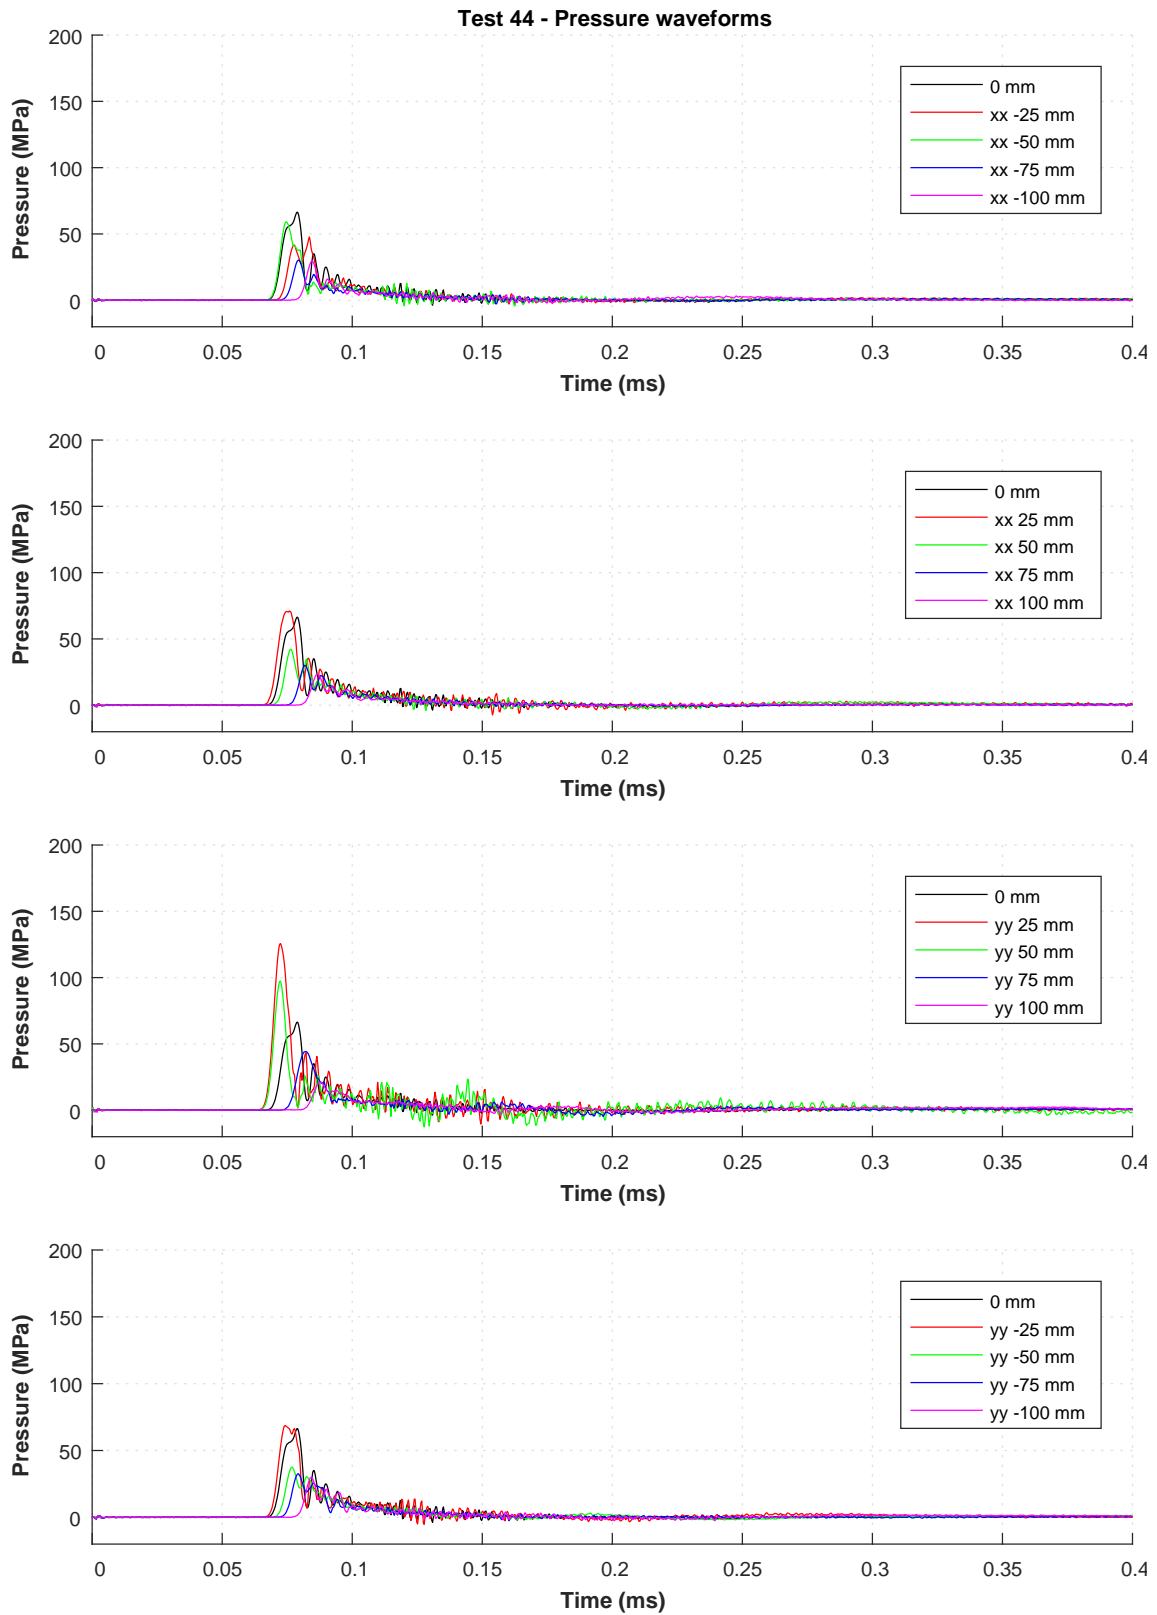 Test 44 - Pressure waveforms
200
150
100
50
0
Pressure (MPa)
0 mm
xx -25 mm
xx -50 mm
xx -75 mm
xx -100 mm
0 0.05 0.1 0.15 0.2 0.25 0.3 0.35 0.4
Time (ms)
200
150
100
50
0
Pressure (MPa)
0 mm
xx 25 mm
xx 50 mm
xx 75 mm
xx 100 mm
0 0.05 0.1 0.15 0.2 0.25 0.3 0.35 0.4
Time (ms)
200
150
100
50
0
Pressure (MPa)
0 mm
yy 25 mm
yy 50 mm
yy 75 mm
yy 100 mm
0 0.05 0.1 0.15 0.2 0.25 0.3 0.35 0.4
Time (ms)
200
150
100
50
0
Pressure (MPa)
0 mm
yy -25 mm
yy -50 mm
yy -75 mm
yy -100 mm
0 0.05 0.1 0.15 0.2 0.25 0.3 0.35 0.4
Time (ms)